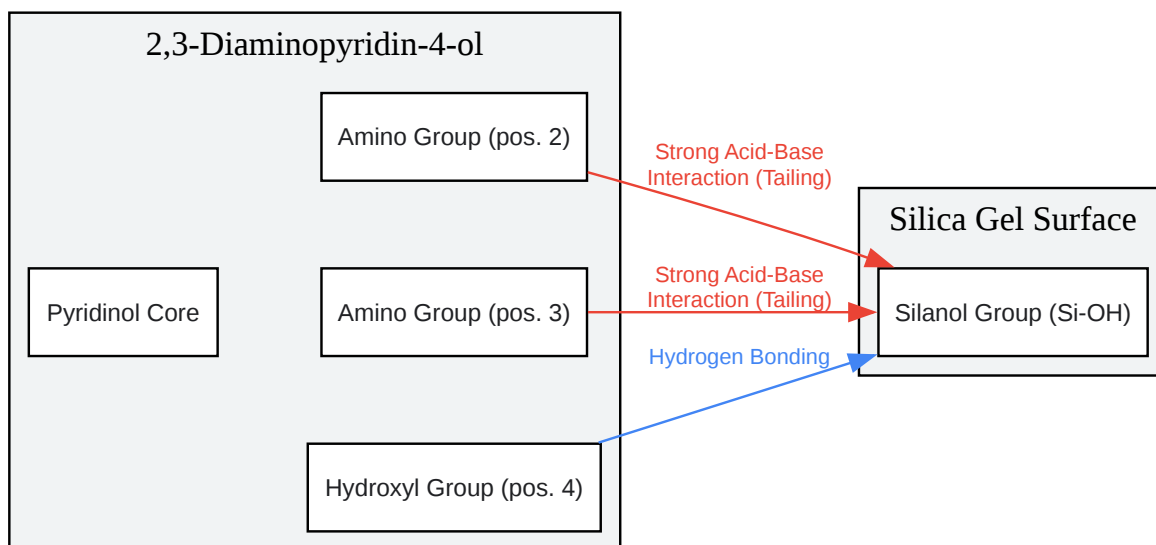 2,3-Diaminopyridin-4-ol
Amino Group (pos. 2)
Strong Acid-Base
Interaction (Tailing)
Silica Gel Surface
Pyridinol Core
Amino Group (pos. 3)
Strong Acid-Base
Interaction (Tailing)
Silanol Group (Si-OH)
Hydrogen Bonding
Hydroxyl Group (pos. 4)